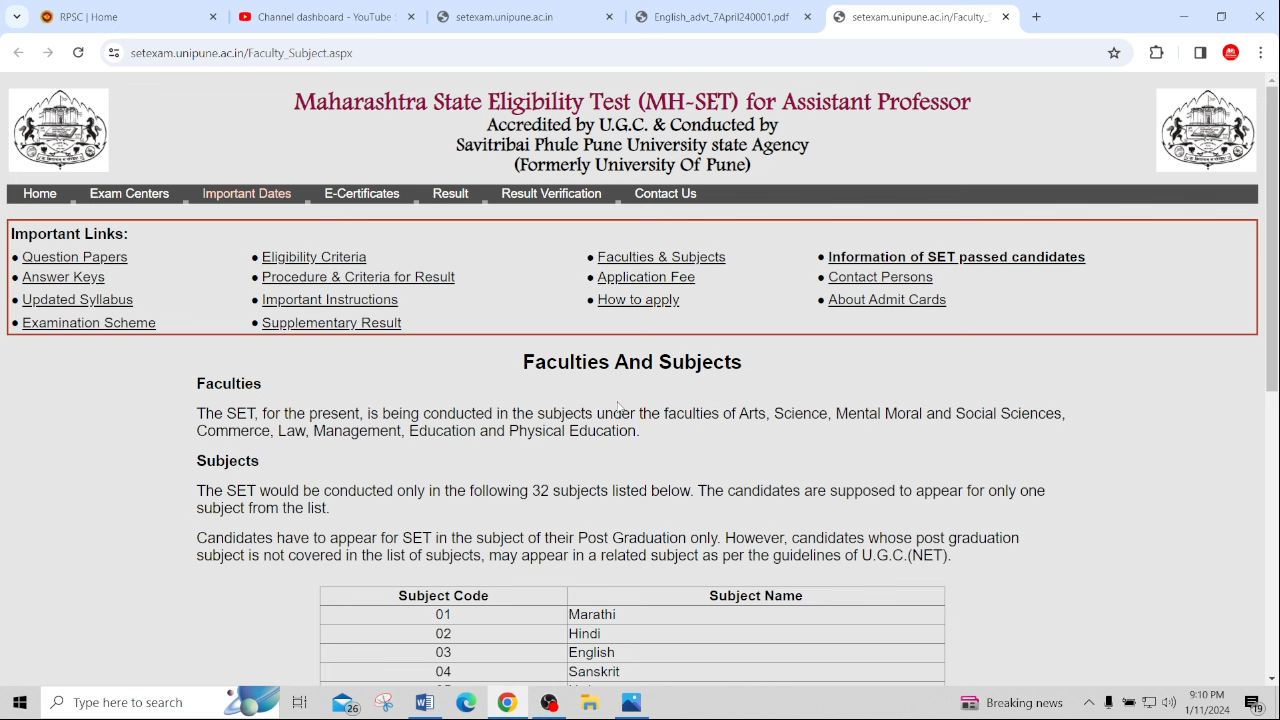 RPSC | Home
Channel dashboard - YouTube S
setexam.unipune.ac.in
English_advt_7April240001.pdf
setexam.unipune.ac.in/Faculty_S
setexam.unipune.ac.in/Faculty_Subject.aspx
Maharashtra State Eligibility Test (MH-SET) for Assistant Professor
Accredited by U.G.C. & Conducted by
Savitribai Phule Pune University state Agency
(Formerly University Of Pune)
Home Exam Centers Important Dates E-Certificates Result Result Verification Contact Us
Important Links:
• Question Papers • Eligibility Criteria • Faculties & Subjects • Information of SET passed candidates
• Answer Keys • Procedure & Criteria for Result • Application Fee • Contact Persons
• Updated Syllabus • Important Instructions • How to apply • About Admit Cards
• Examination Scheme • Supplementary Result
Faculties And Subjects
Faculties
The SET, for the present, is being conducted in the subjects under the faculties of Arts, Science, Mental Moral and Social Sciences,
Commerce, Law, Management, Education and Physical Education.
Subjects
The SET would be conducted only in the following 32 subjects listed below. The candidates are supposed to appear for only one
subject from the list.
Candidates have to appear for SET in the subject of their Post Graduation only. However, candidates whose post graduation
subject is not covered in the list of subjects, may appear in a related subject as per the guidelines of U.G.C.(NET).
Subject Code Subject Name
01 Marathi
02 Hindi
03 English
04 Sanskrit
Type here to search
26
Breaking news
9:10 PM
1/11/2024
19